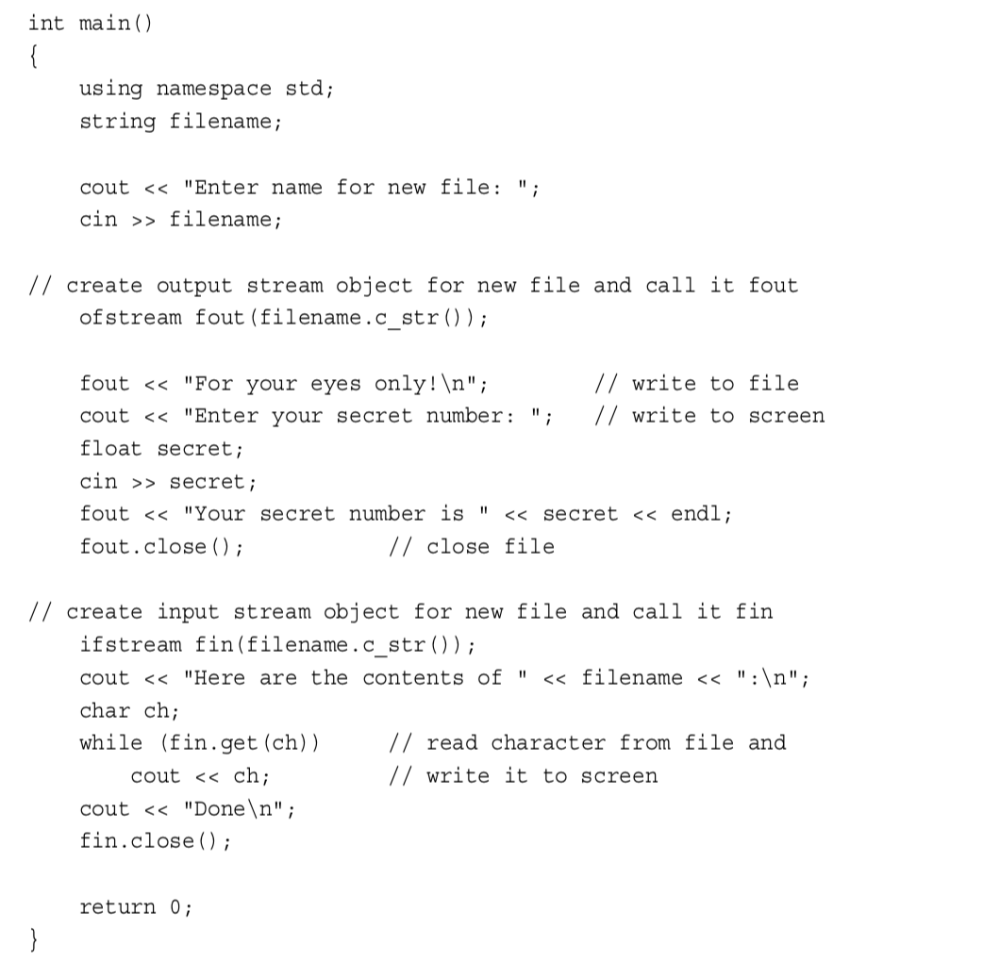 int main()
{
    using namespace std;
    string filename;

    cout << "Enter name for new file: ";
    cin >> filename;

// create output stream object for new file and call it fout
    ofstream fout(filename.c_str());

    fout << "For your eyes only!\n";        // write to file
    cout << "Enter your secret number: ";   // write to screen
    float secret;
    cin >> secret;
    fout << "Your secret number is " << secret << endl;
    fout.close();           // close file

// create input stream object for new file and call it fin
    ifstream fin(filename.c_str());
    cout << "Here are the contents of " << filename << ":\n";
    char ch;
    while (fin.get(ch))     // read character from file and
        cout << ch;         // write it to screen
    cout << "Done\n";
    fin.close();

    return 0;
}